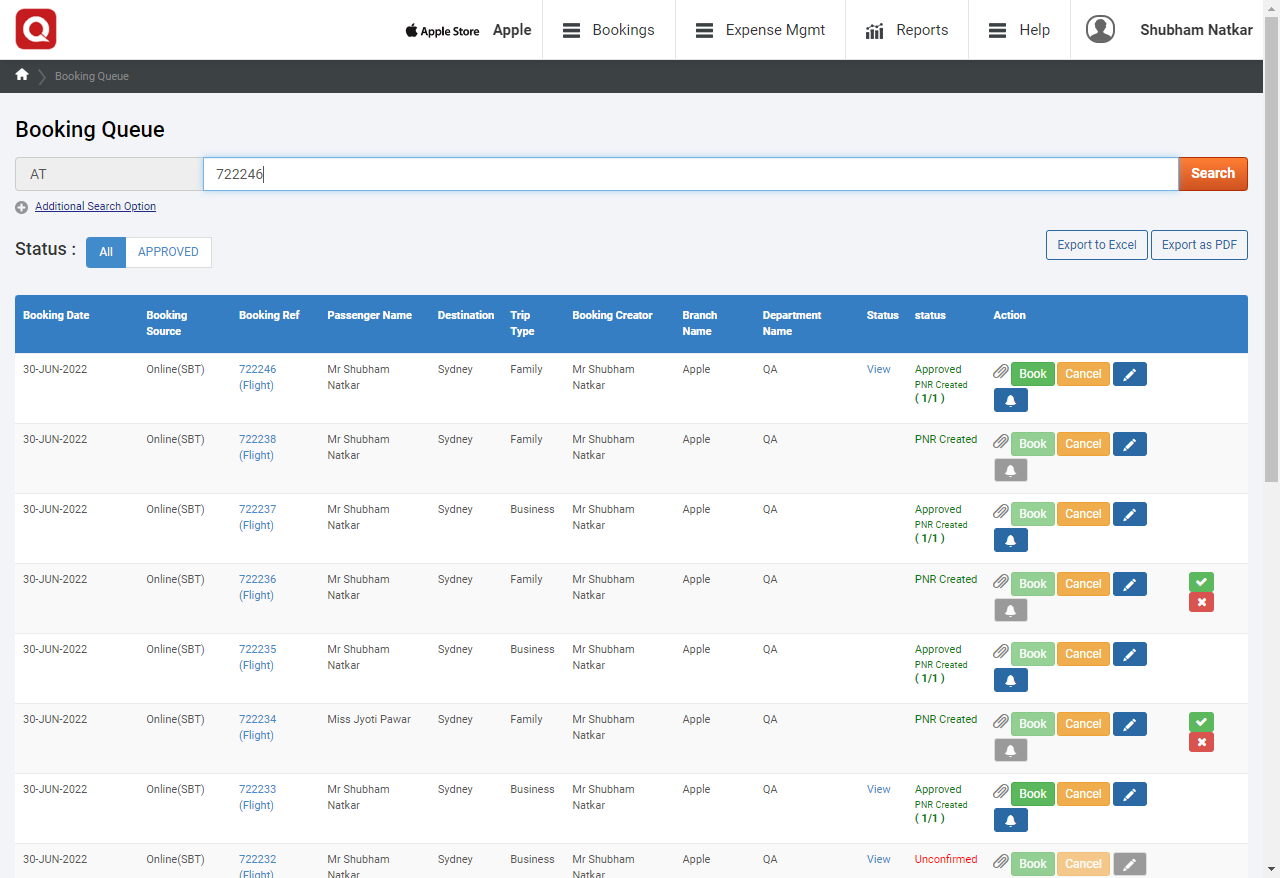 Apple Store Apple Bookings Expense Mgmt Reports Help Shubham Natkar
Booking Queue
Booking Queue
AT 722246 Search
Additional Search Option
Status : All APPROVED Export to Excel Export as PDF
Booking Date Booking Booking Ref Passenger Name Destination Trip Booking Creator Branch Department Status status Action
Source Type Name Name
30-JUN-2022 Online(SBT) 722246 Mr Shubham Sydney Family Mr Shubham Apple QA View Approved Book Cancel
(Flight) Natkar Natkar PNR Created
( 1/1 )
30-JUN-2022 Online(SBT) 722238 Mr Shubham Sydney Family Mr Shubham Apple QA PNR Created Book Cancel
(Flight) Natkar Natkar
30-JUN-2022 Online(SBT) 722237 Mr Shubham Sydney Business Mr Shubham Apple QA Approved Book Cancel
(Flight) Natkar Natkar PNR Created
( 1/1 )
30-JUN-2022 Online(SBT) 722236 Mr Shubham Sydney Family Mr Shubham Apple QA PNR Created Book Cancel
(Flight) Natkar Natkar
30-JUN-2022 Online(SBT) 722235 Mr Shubham Sydney Business Mr Shubham Apple QA Approved Book Cancel
(Flight) Natkar Natkar PNR Created
( 1/1 )
30-JUN-2022 Online(SBT) 722234 Miss Jyoti Pawar Sydney Family Mr Shubham Apple QA PNR Created Book Cancel
(Flight) Natkar
30-JUN-2022 Online(SBT) 722233 Mr Shubham Sydney Business Mr Shubham Apple QA View Approved Book Cancel
(Flight) Natkar Natkar PNR Created
( 1/1 )
30-JUN-2022 Online(SBT) 722232 Mr Shubham Sydney Business Mr Shubham Apple QA View Unconfirmed Book Cancel
(Flight) Natkar Natkar